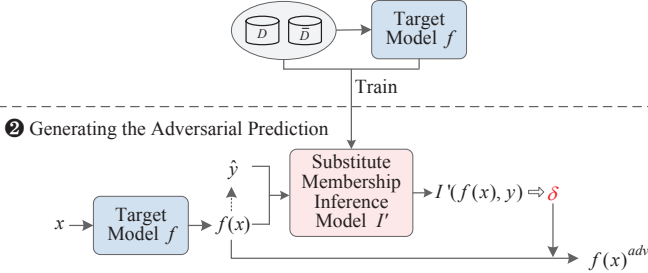 D D̄
Target
Model f
Train
❷ Generating the Adversarial Prediction
ŷ
x
Target
Model f
f(x)
Substitute
Membership
Inference
Model I'
I'(f(x), y) ⇨ δ
f(x)^{adv}